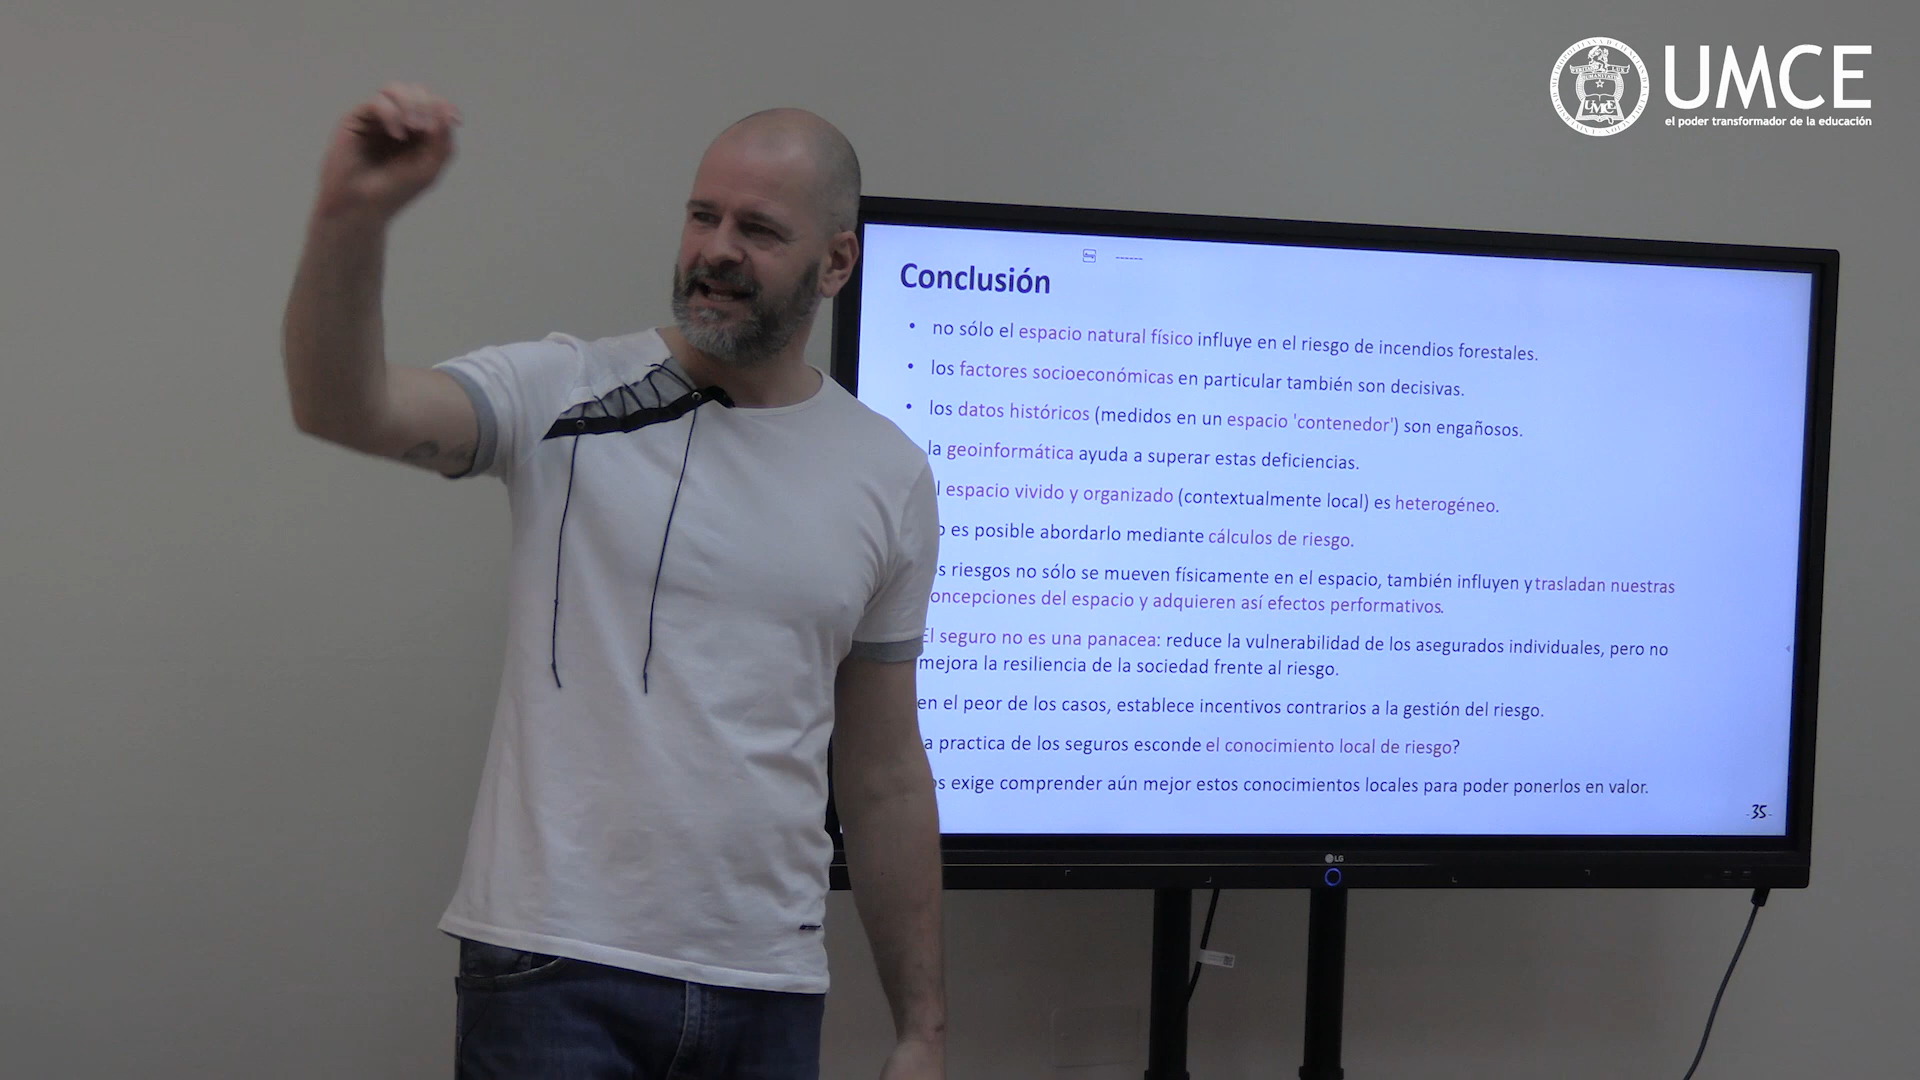 UMCE
el poder transformador de la educación
Conclusión
• no sólo el espacio natural físico influye en el riesgo de incendios forestales.
• los factores socioeconómicas en particular también son decisivas.
• los datos históricos (medidos en un espacio 'contenedor') son engañosos.
la geoinformática ayuda a superar estas deficiencias.
l espacio vivido y organizado (contextualmente local) es heterogéneo.
o es posible abordarlo mediante cálculos de riesgo.
s riesgos no sólo se mueven físicamente en el espacio, también influyen y trasladan nuestras
oncepciones del espacio y adquieren así efectos performativos.
El seguro no es una panacea: reduce la vulnerabilidad de los asegurados individuales, pero no
mejora la resiliencia de la sociedad frente al riesgo.
en el peor de los casos, establece incentivos contrarios a la gestión del riesgo.
a practica de los seguros esconde el conocimiento local de riesgo?
os exige comprender aún mejor estos conocimientos locales para poder ponerlos en valor.
- 35 -
LG